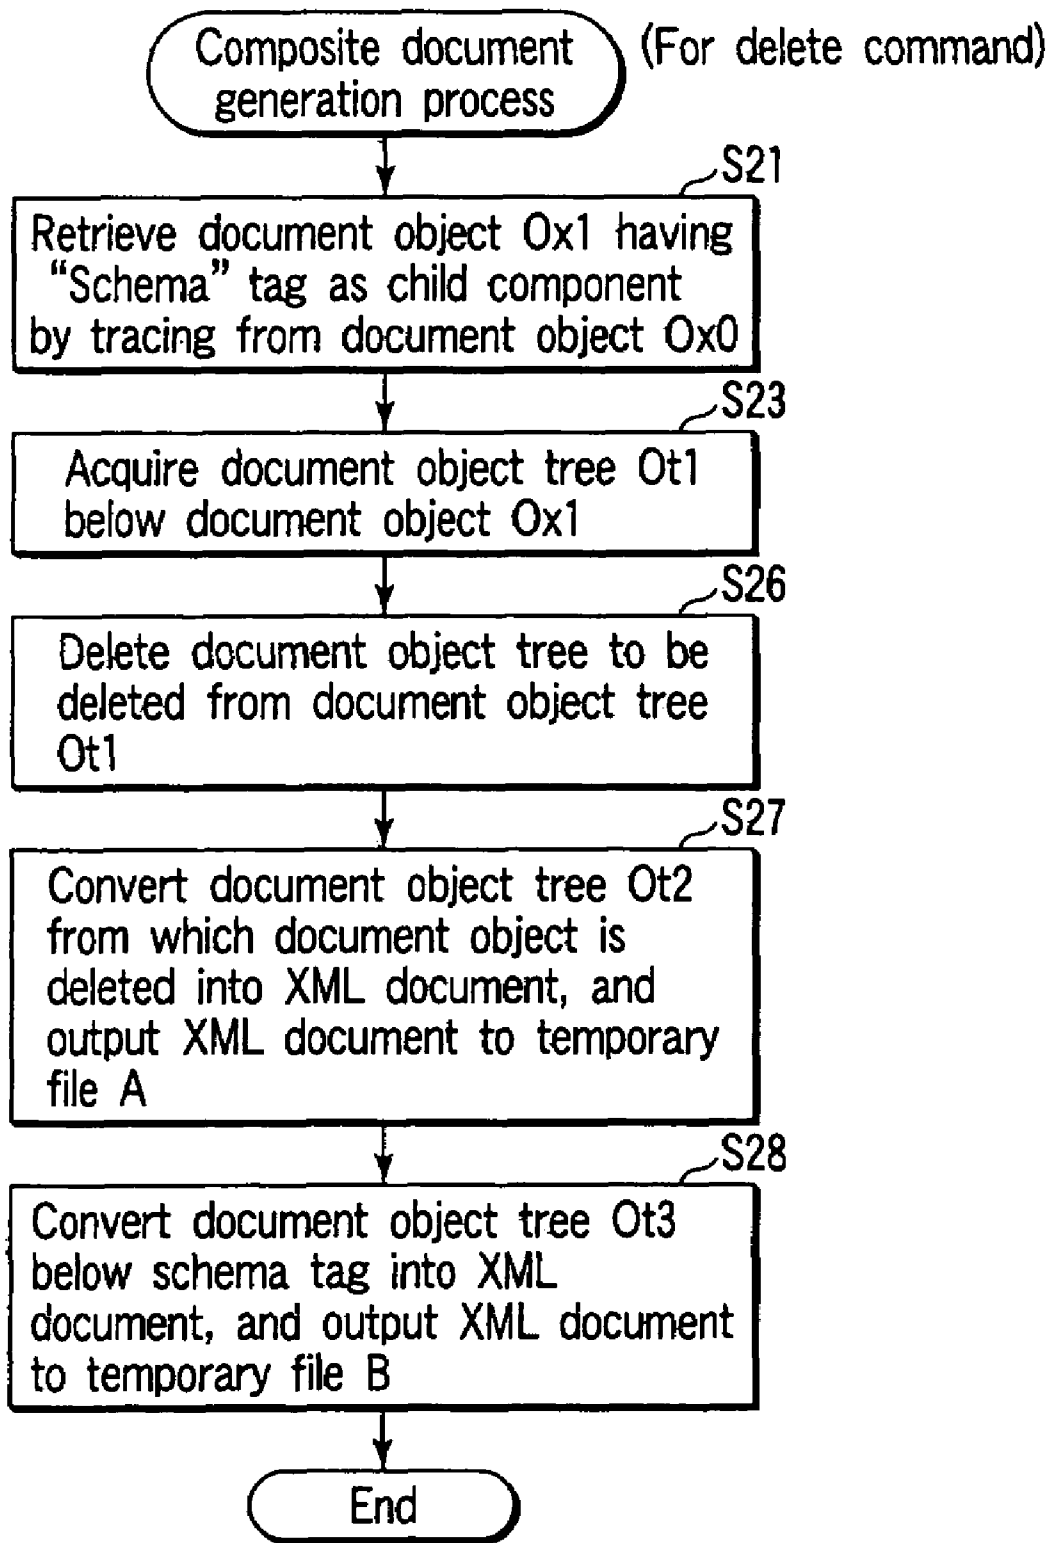 Composite document
generation process
(For delete command)
S21
Retrieve document object Ox1 having
“Schema” tag as child component
by tracing from document object Ox0
S23
Acquire document object tree Ot1
below document object Ox1
S26
Delete document object tree to be
deleted from document object tree
Ot1
S27
Convert document object tree Ot2
from which document object is
deleted into XML document, and
output XML document to temporary
file A
S28
Convert document object tree Ot3
below schema tag into XML
document, and output XML document
to temporary file B
End